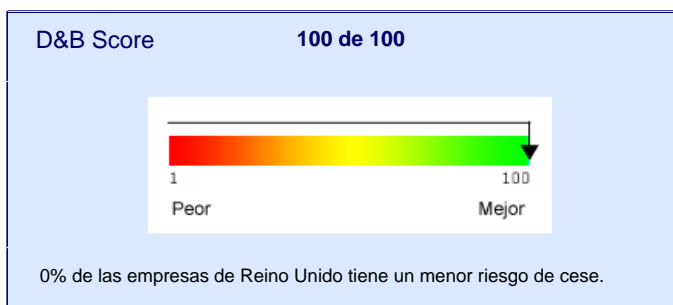 D&B Score 100 de 100
1 100
Peor Mejor
0% de las empresas de Reino Unido tiene un menor riesgo de cese.